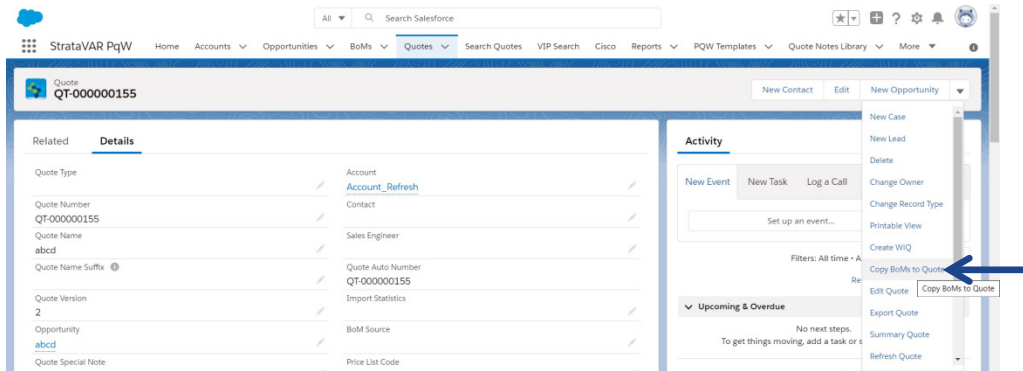 All
Search Salesforce
StrataVAR PqW Home Accounts Opportunities BoMs Quotes Search Quotes VIP Search Cisco Reports PQW Templates Quote Notes Library More
Quote
QT-000000155
New Contact Edit New Opportunity
Related Details
Quote Type
Quote Number
QT-000000155
Quote Name
abcd
Quote Name Suffix
Quote Version
2
Opportunity
abcd
Quote Special Note
Account
Account_Refresh
Contact
Sales Engineer
Quote Auto Number
QT-000000155
Import Statistics
BoM Source
Price List Code
Activity
New Event New Task Log a Call
Set up an event...
Filters: All time • A
Re
Upcoming & Overdue
No next steps.
To get things moving, add a task or s
New Case
New Lead
Delete
Change Owner
Change Record Type
Printable View
Create WIQ
Copy BoMs to Quote
Copy BoMs to Quote
Edit Quote
Export Quote
Summary Quote
Refresh Quote